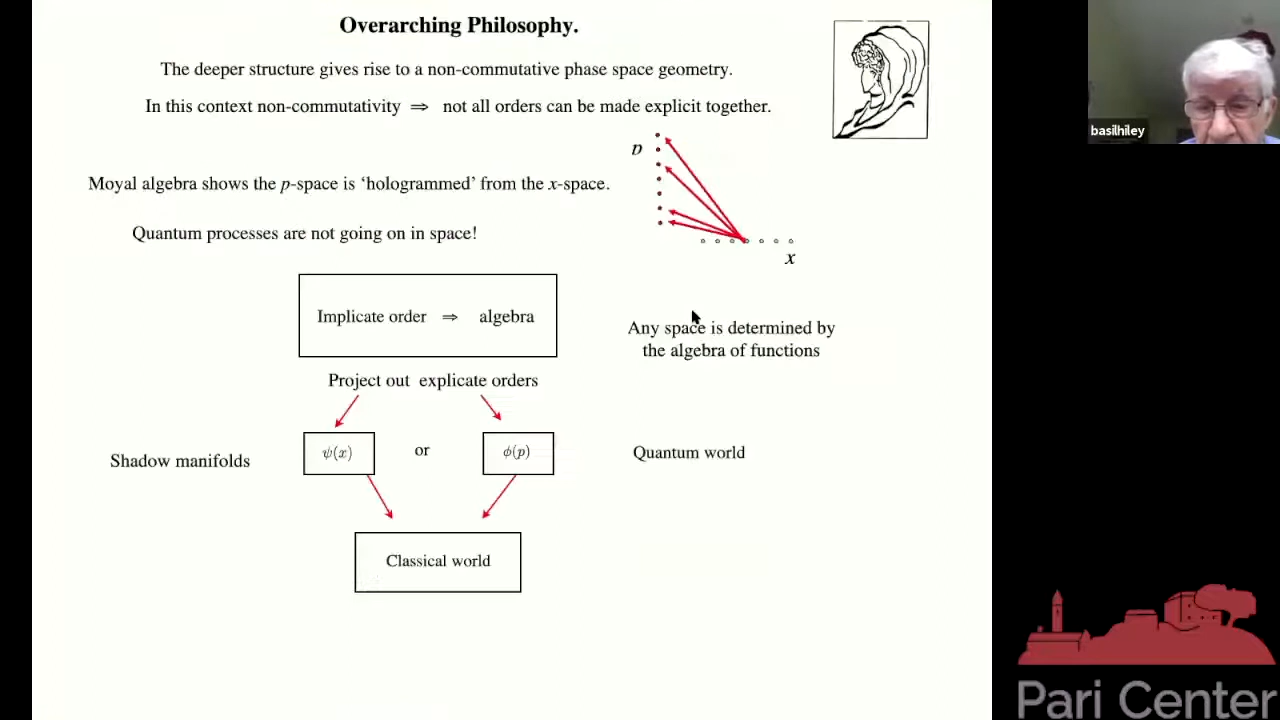 Overarching Philosophy.
The deeper structure gives rise to a non-commutative phase space geometry.
In this context non-commutativity ⇒ not all orders can be made explicit together.
basilhiley
p
Moyal algebra shows the p-space is ‘hologrammed’ from the x-space.
Quantum processes are not going on in space!
x
Implicate order ⇒ algebra
Any space is determined by
the algebra of functions
Project out explicate orders
Shadow manifolds
ψ(x)
or
ϕ(p)
Quantum world
Classical world
Pari Center